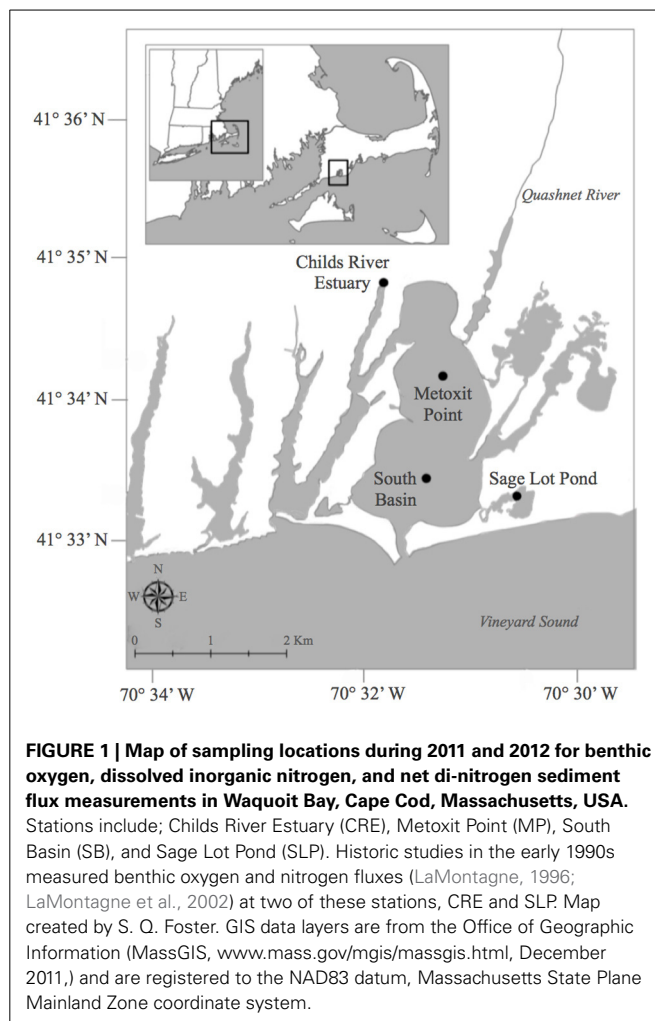 41° 36' N
Quashnet River
41° 35' N
Childs River
Estuary
41° 34' N
Metoxit
Point
South
Basin
Sage Lot Pond
41° 33' N
N
W E
S
Vineyard Sound
0 1 2 Km
70° 34' W 70° 32' W 70° 30' W
FIGURE 1 | Map of sampling locations during 2011 and 2012 for benthic
oxygen, dissolved inorganic nitrogen, and net di-nitrogen sediment
flux measurements in Waquoit Bay, Cape Cod, Massachusetts, USA.
Stations include; Childs River Estuary (CRE), Metoxit Point (MP), South
Basin (SB), and Sage Lot Pond (SLP). Historic studies in the early 1990s
measured benthic oxygen and nitrogen fluxes (LaMontagne, 1996;
LaMontagne et al., 2002) at two of these stations, CRE and SLP. Map
created by S. Q. Foster. GIS data layers are from the Office of Geographic
Information (MassGIS, www.mass.gov/mgis/massgis.html, December
2011,) and are registered to the NAD83 datum, Massachusetts State Plane
Mainland Zone coordinate system.